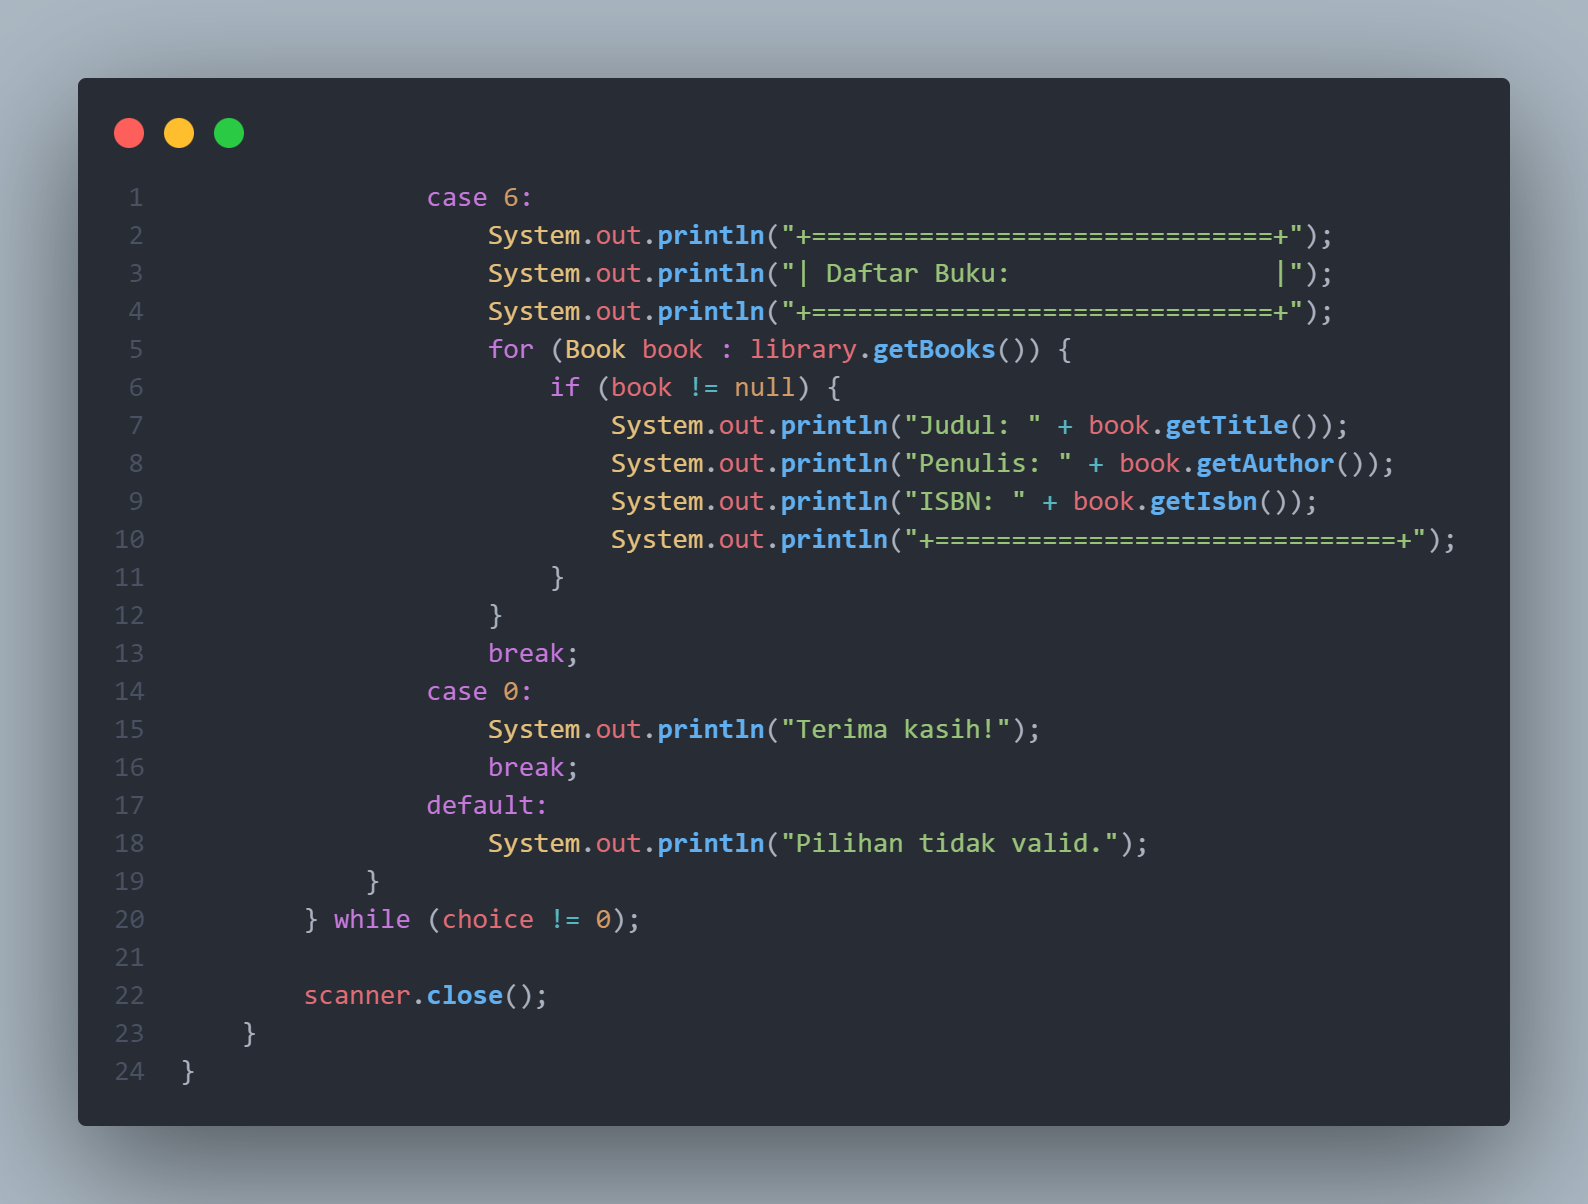 1                case 6:
2                    System.out.println("+==============================+");
3                    System.out.println("| Daftar Buku:                 |");
4                    System.out.println("+==============================+");
5                    for (Book book : library.getBooks()) {
6                        if (book != null) {
7                            System.out.println("Judul: " + book.getTitle());
8                            System.out.println("Penulis: " + book.getAuthor());
9                            System.out.println("ISBN: " + book.getIsbn());
10                            System.out.println("+==============================+");
11                        }
12                    }
13                    break;
14                case 0:
15                    System.out.println("Terima kasih!");
16                    break;
17                default:
18                    System.out.println("Pilihan tidak valid.");
19            }
20        } while (choice != 0);
21
22        scanner.close();
23    }
24 }